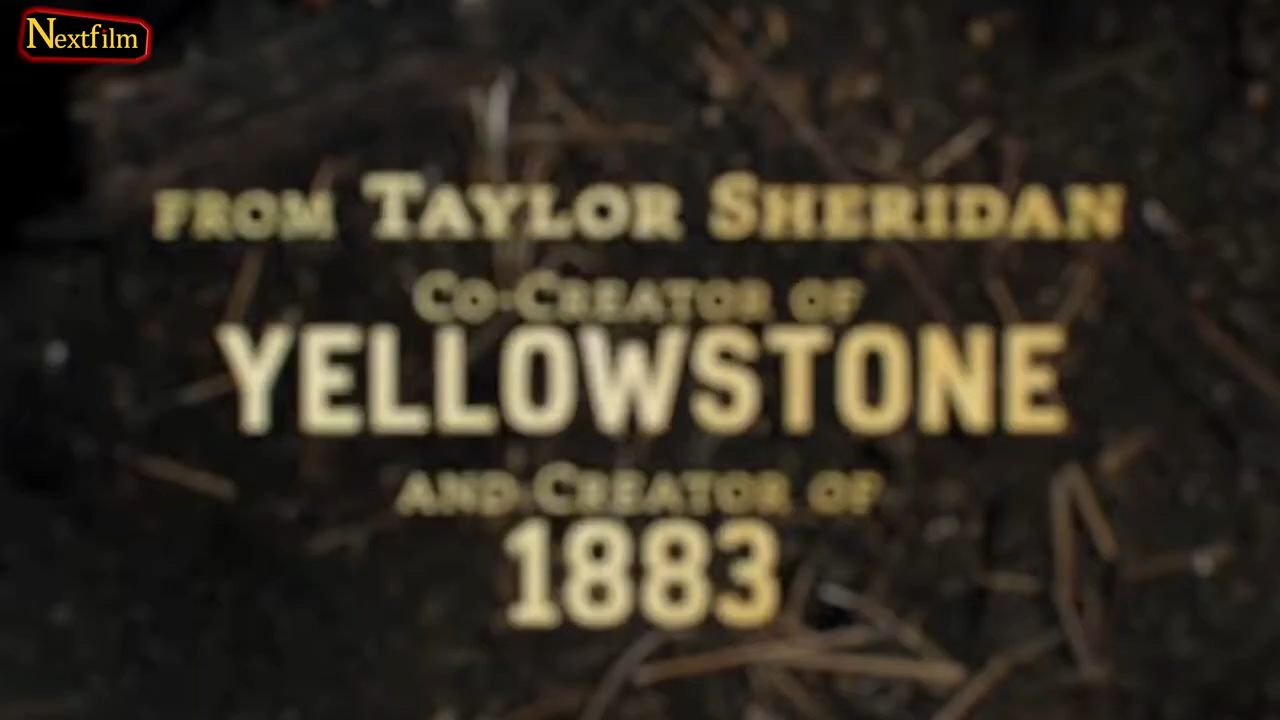 Nextfilm
FROM TAYLOR SHERIDAN
CO-CREATOR OF
YELLOWSTONE
AND CREATOR OF
1883